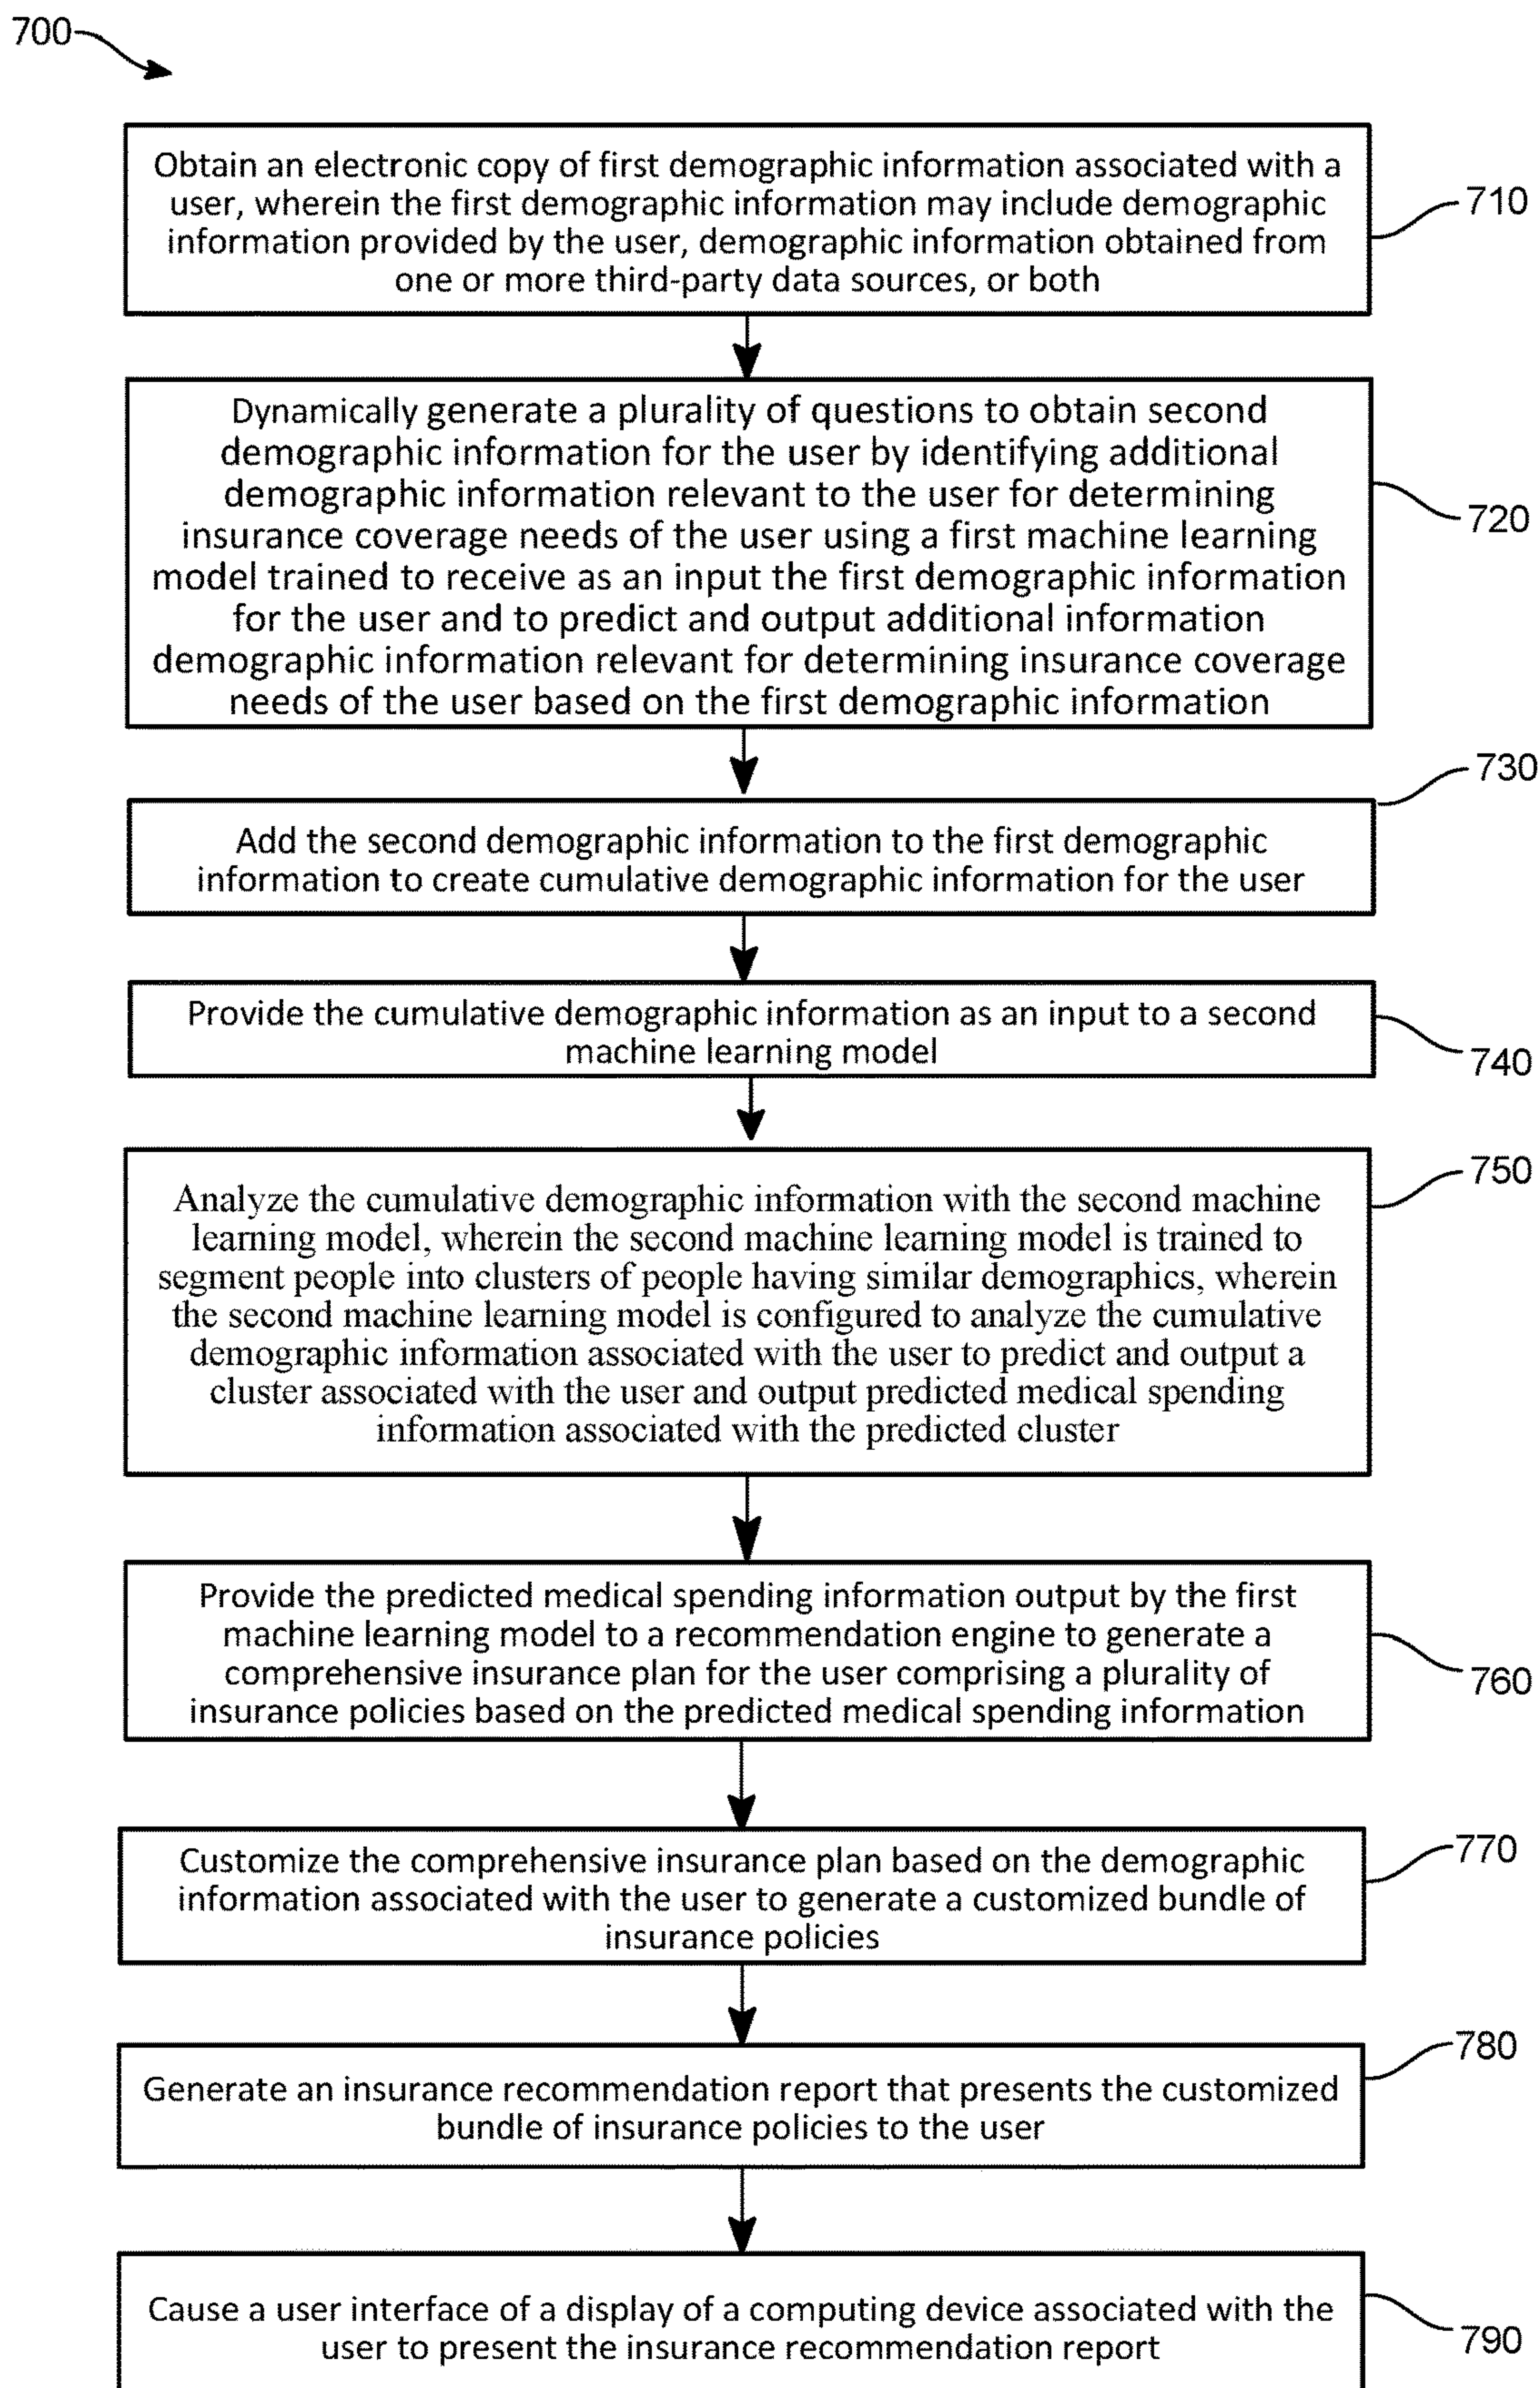 700
Obtain an electronic copy of first demographic information associated with a
user, wherein the first demographic information may include demographic
information provided by the user, demographic information obtained from
one or more third-party data sources, or both
710
Dynamically generate a plurality of questions to obtain second
demographic information for the user by identifying additional
demographic information relevant to the user for determining
insurance coverage needs of the user using a first machine learning
model trained to receive as an input the first demographic information
for the user and to predict and output additional information
demographic information relevant for determining insurance coverage
needs of the user based on the first demographic information
720
730
Add the second demographic information to the first demographic
information to create cumulative demographic information for the user
Provide the cumulative demographic information as an input to a second
machine learning model
740
750
Analyze the cumulative demographic information with the second machine
learning model, wherein the second machine learning model is trained to
segment people into clusters of people having similar demographics, wherein
the second machine learning model is configured to analyze the cumulative
demographic information associated with the user to predict and output a
cluster associated with the user and output predicted medical spending
information associated with the predicted cluster
Provide the predicted medical spending information output by the first
machine learning model to a recommendation engine to generate a
comprehensive insurance plan for the user comprising a plurality of
insurance policies based on the predicted medical spending information
760
Customize the comprehensive insurance plan based on the demographic
information associated with the user to generate a customized bundle of
insurance policies
770
780
Generate an insurance recommendation report that presents the customized
bundle of insurance policies to the user
Cause a user interface of a display of a computing device associated with the
user to present the insurance recommendation report
790